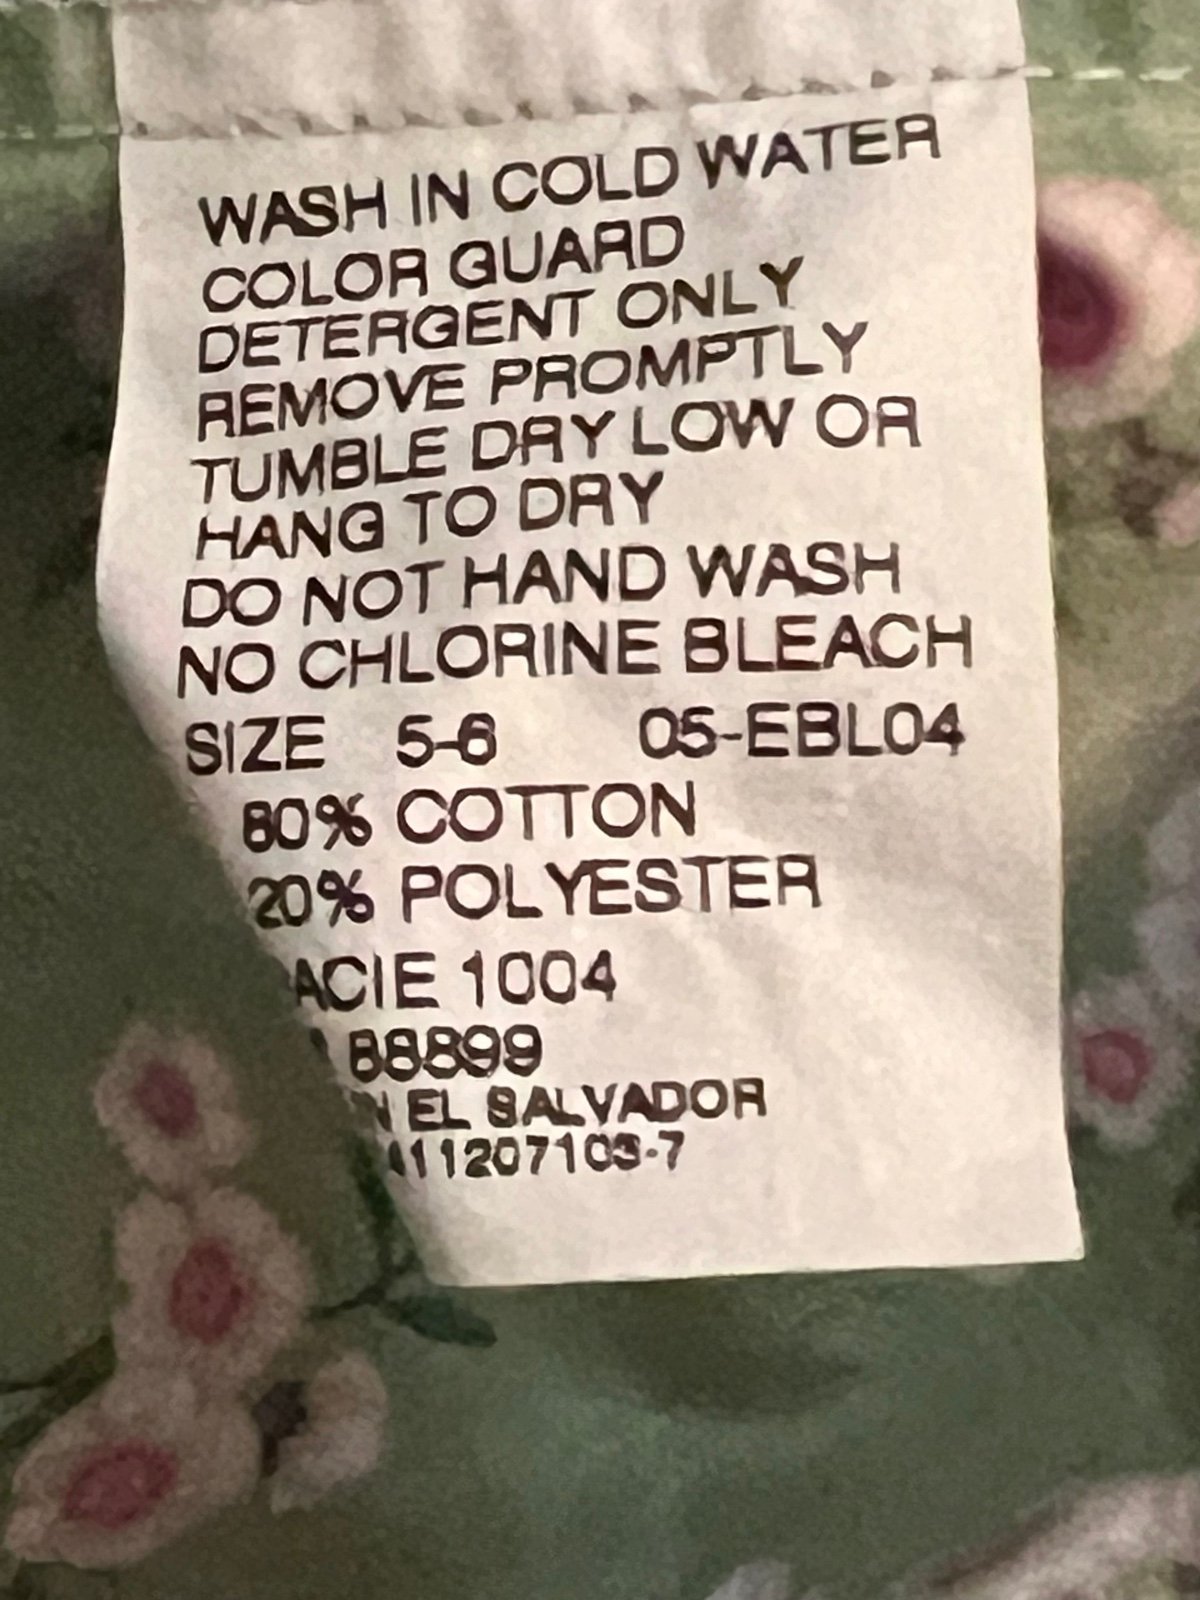 WASH IN COLD WATER
COLOR GUARD
DETERGENT ONLY
REMOVE PROMPTLY
TUMBLE DRY LOW OR
HANG TO DRY
DO NOT HAND WASH
NO CHLORINE BLEACH
SIZE 5-6 05-EBL04
80% COTTON
20% POLYESTER
ACIE 1004
88899
EL SALVADOR